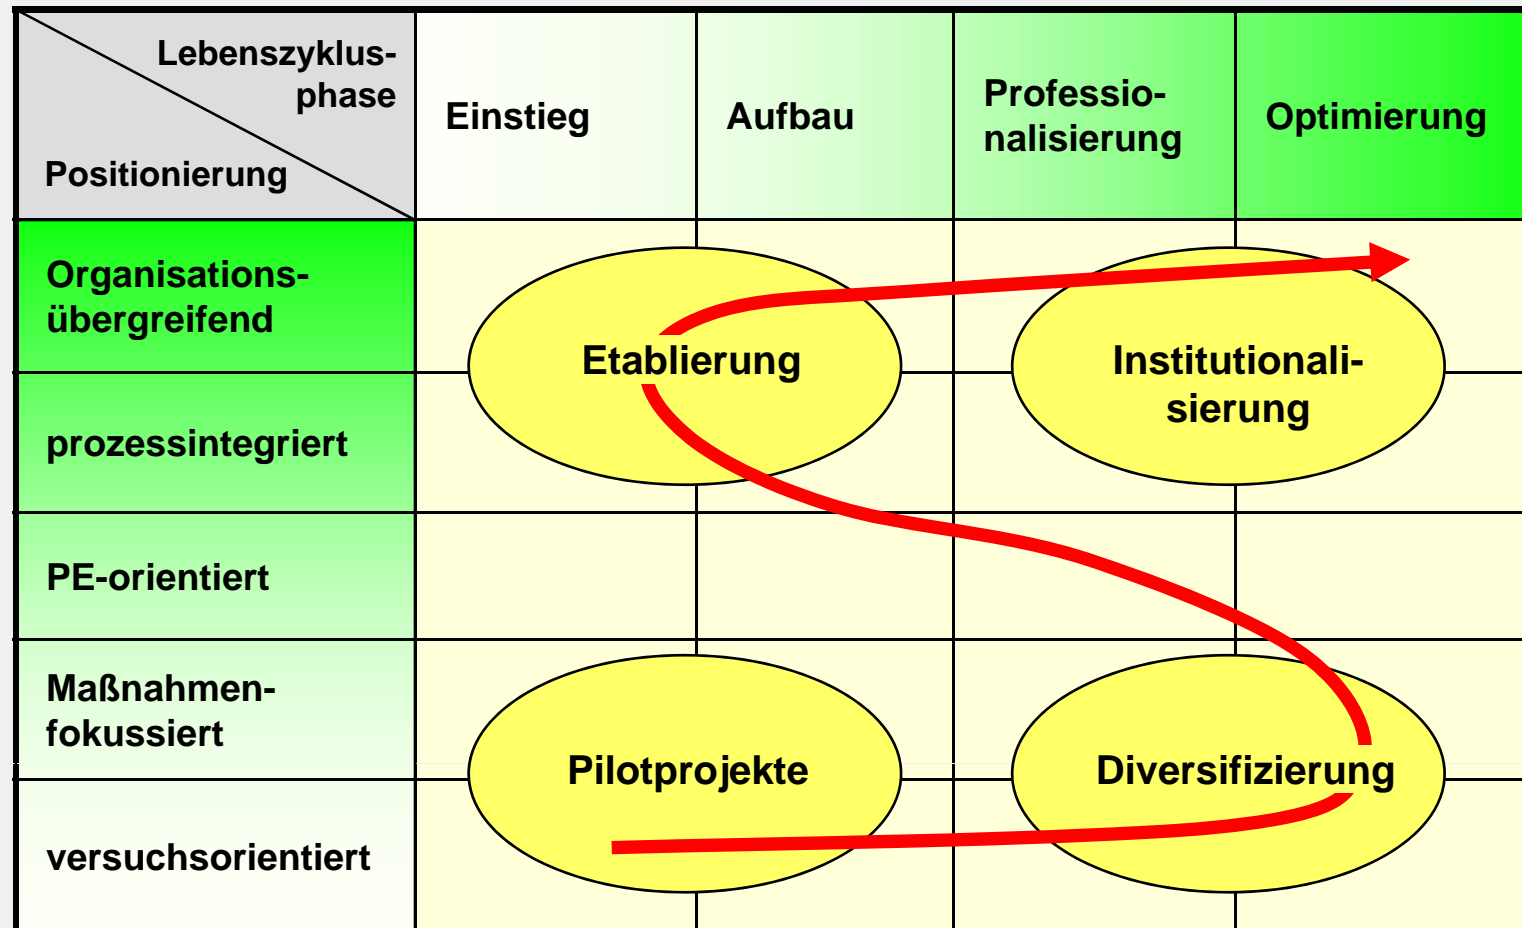 Lebenszyklus-
phase
Positionierung
Einstieg
Aufbau
Professio-
nalisierung
Optimierung
Organisations-
übergreifend
Etablierung
Institutionali-
sierung
prozessintegriert
PE-orientiert
Maßnahmen-
fokussiert
Pilotprojekte
Diversifizierung
versuchsorientiert